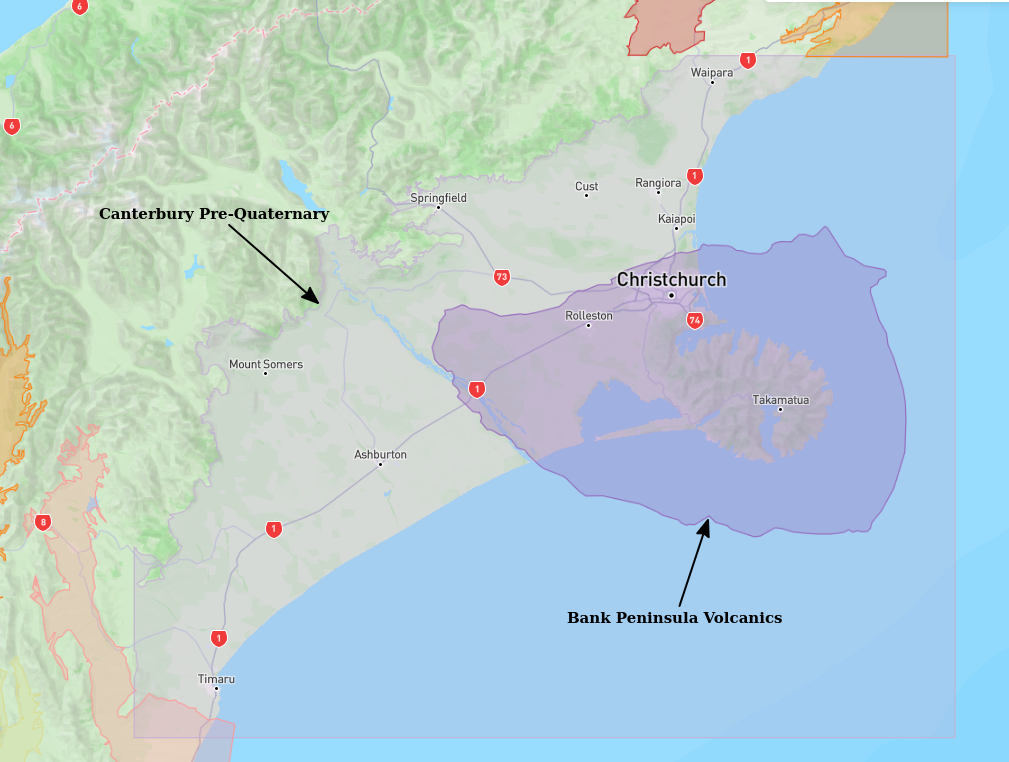 6
1
Waipara
6
1
Cust
Rangiora
Springfield
Canterbury Pre-Quaternary
Kaiapoi
73
Christchurch
Rolleston
74
Mount Somers
1
Takamatua
Ashburton
8
1
Bank Peninsula Volcanics
1
Timaru